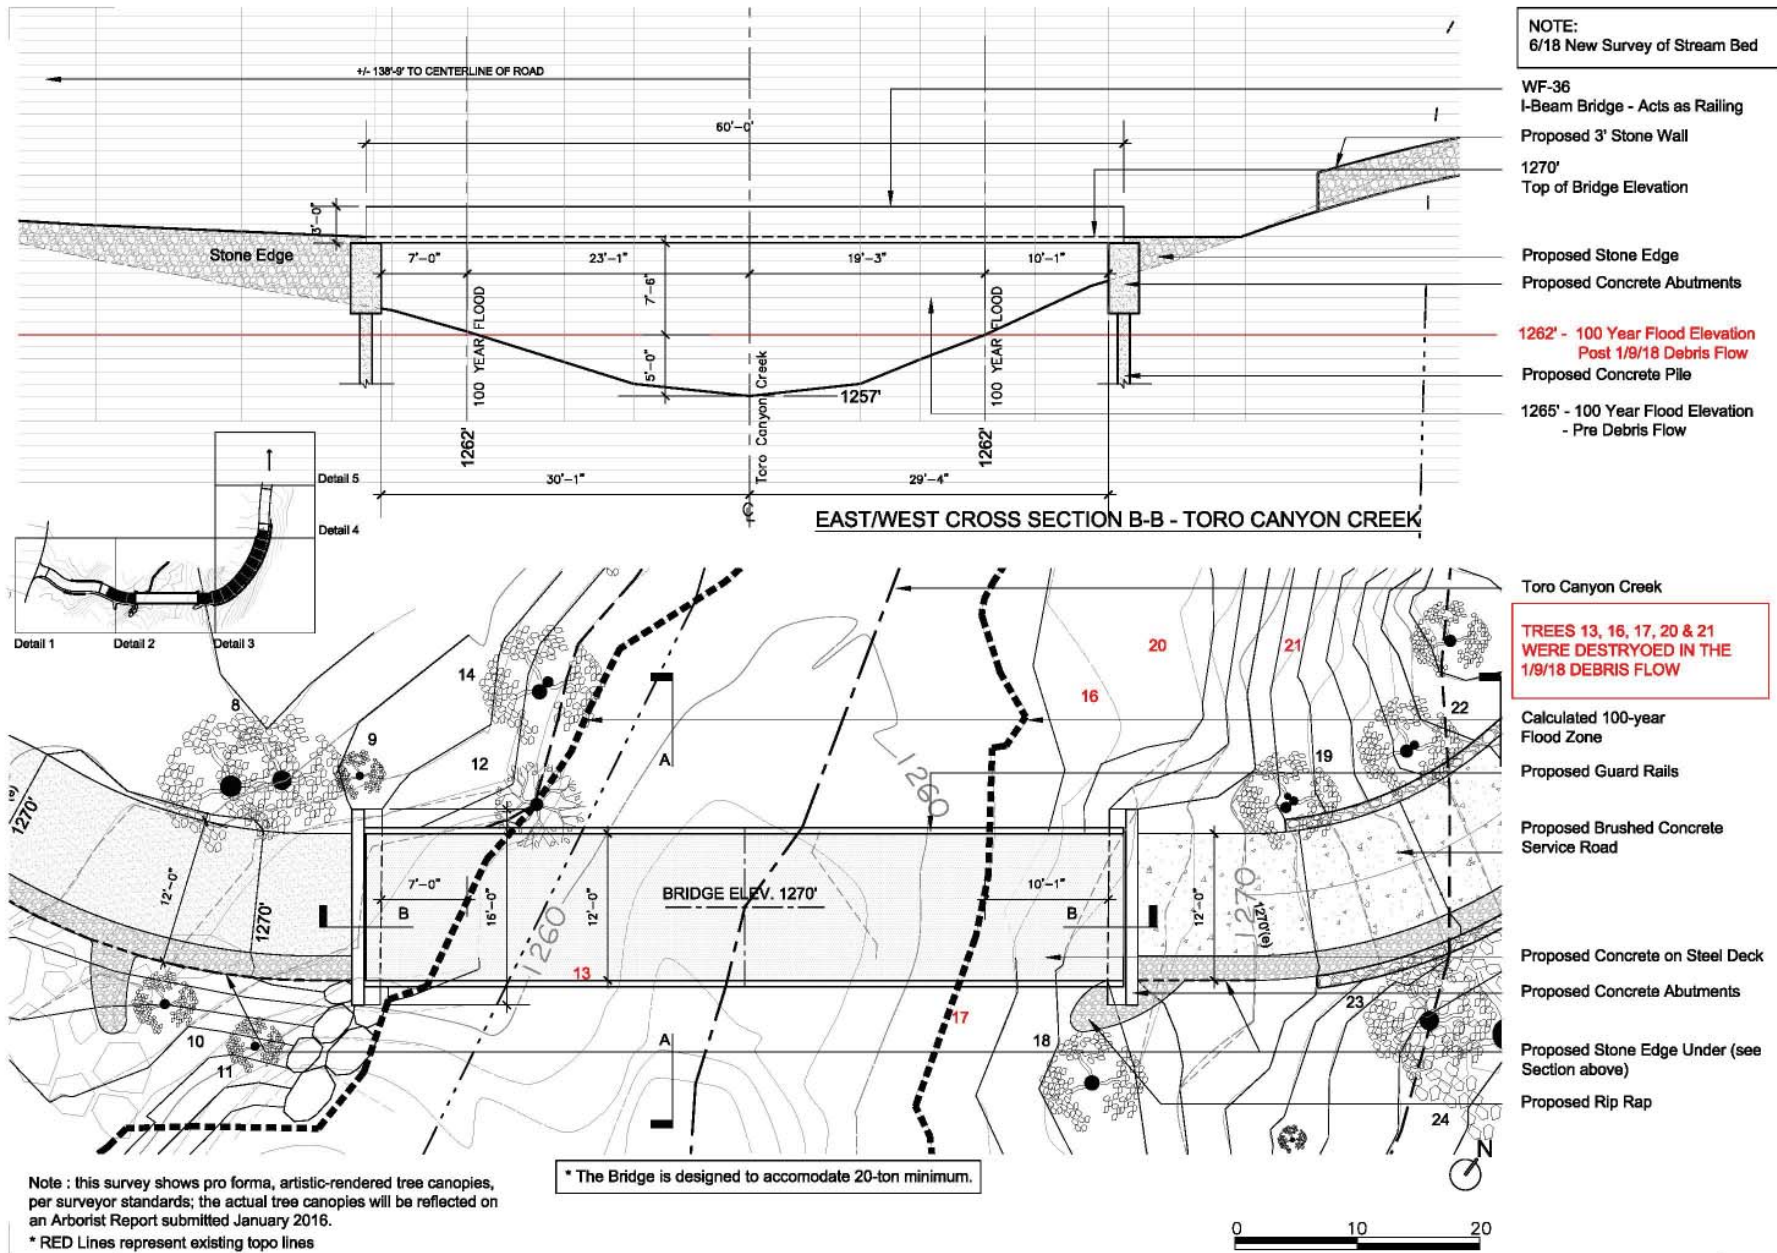 NOTE:
6/18 New Survey of Stream Bed
+/- 138'-9' TO CENTERLINE OF ROAD
WF-36
I-Beam Bridge - Acts as Railing
60'-0"
Proposed 3' Stone Wall
1270'
Top of Bridge Elevation
3'-0"
Stone Edge
7'-0"
23'-1"
19'-3"
10'-1"
Proposed Stone Edge
Proposed Concrete Abutments
7'-6"
100 YEAR FLOOD
100 YEAR FLOOD
1262' - 100 Year Flood Elevation
Post 1/9/18 Debris Flow
Proposed Concrete Pile
5'-0"
Toro Canyon Creek
1257'
1265' - 100 Year Flood Elevation
- Pre Debris Flow
1262'
1262'
30'-1"
29'-4"
EAST/WEST CROSS SECTION B-B - TORO CANYON CREEK
Detail 5
Detail 4
Detail 1
Detail 2
Detail 3
Toro Canyon Creek
TREES 13, 16, 17, 20 & 21
WERE DESTRYOED IN THE
1/9/18 DEBRIS FLOW
20
21
14
16
8
22
Calculated 100-year
Flood Zone
9
12
A
19
1260
Proposed Guard Rails
(e)
1270'
Proposed Brushed Concrete
Service Road
12'-0"
7'-0"
16'-0"
12'-0"
BRIDGE ELEV. 1270'
10'-1"
12'-0"
1270
1270'(e)
B
B
1270'
1260
13
Proposed Concrete on Steel Deck
Proposed Concrete Abutments
23
17
10
A
18
11
Proposed Stone Edge Under (see
Section above)
Proposed Rip Rap
24
N
Note : this survey shows pro forma, artistic-rendered tree canopies,
per surveyor standards; the actual tree canopies will be reflected on
an Arborist Report submitted January 2016.
* RED Lines represent existing topo lines
* The Bridge is designed to accomodate 20-ton minimum.
0
10
20